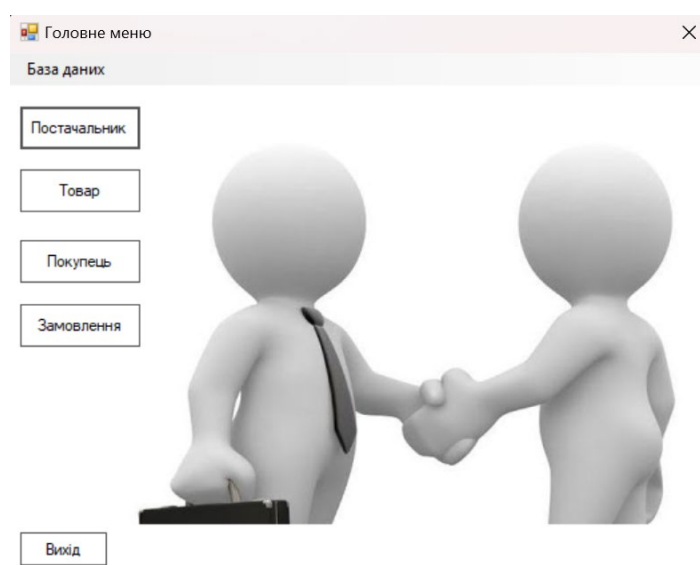 Головне меню
База даних
Постачальник
Товар
Покупець
Замовлення
Вихід